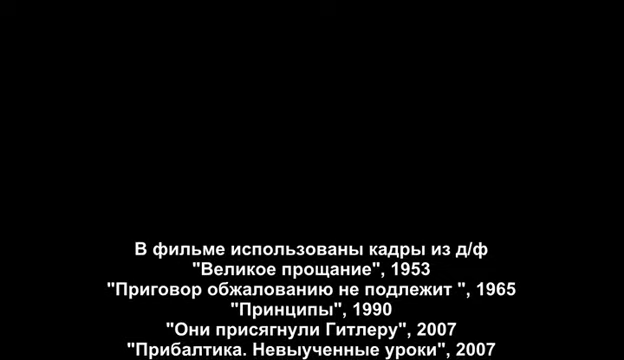 В фильме использованы кадры из д/ф
"Великое прощание", 1953
"Приговор обжалованию не подлежит ", 1965
"Принципы", 1990
"Они присягнули Гитлеру", 2007
"Прибалтика. Невыученные уроки", 2007